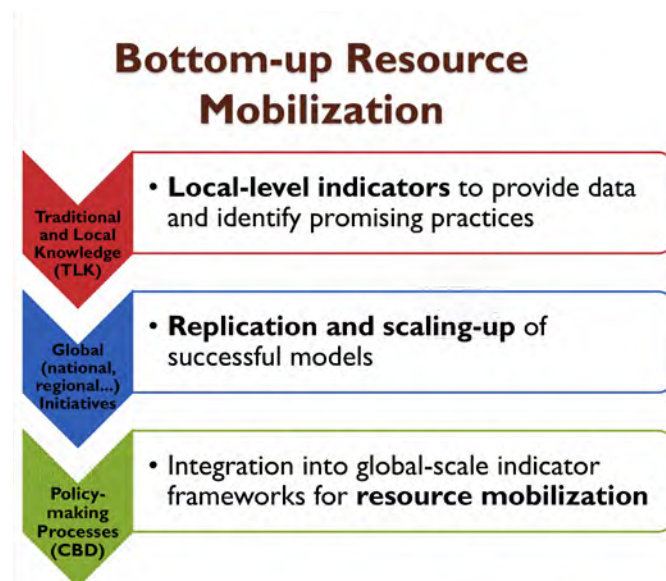 Bottom-up Resource
Mobilization
Traditional
and Local
Knowledge
(TLK)
• Local-level indicators to provide data
and identify promising practices
Global
(national,
regional...)
Initiatives
• Replication and scaling-up of
successful models
Policy-
making
Processes
(CBD)
• Integration into global-scale indicator
frameworks for resource mobilization